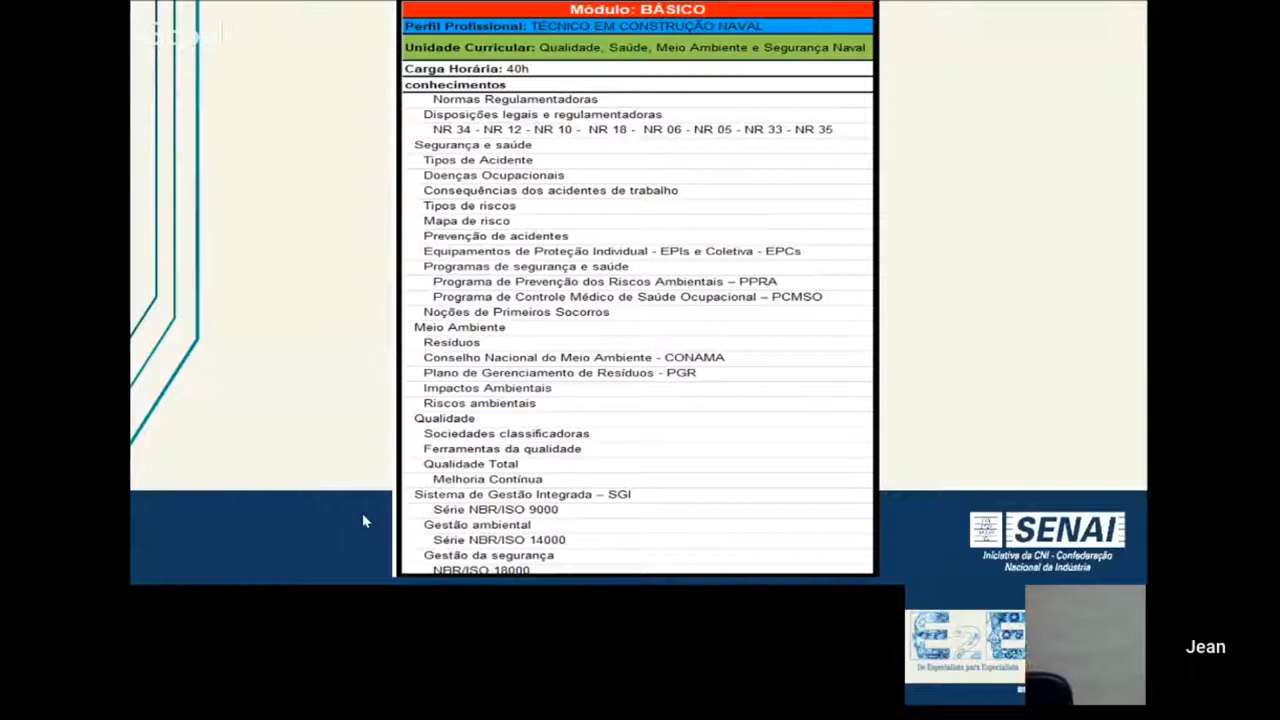 Módulo: BÁSICO
Perfil Profissional: TÉCNICO EM CONSTRUÇÃO NAVAL
Unidade Curricular: Qualidade, Saúde, Meio Ambiente e Segurança Naval
Carga Horária: 40h
conhecimentos
Normas Regulamentadoras
Disposições legais e regulamentadoras
NR 34 - NR 12 - NR 10 - NR 18 - NR 06 - NR 05 - NR 33 - NR 35
Segurança e saúde
Tipos de Acidente
Doenças Ocupacionais
Consequências dos acidentes de trabalho
Tipos de riscos
Mapa de risco
Prevenção de acidentes
Equipamentos de Proteção Individual - EPIs e Coletiva - EPCs
Programas de segurança e saúde
Programa de Prevenção dos Riscos Ambientais – PPRA
Programa de Controle Médico de Saúde Ocupacional – PCMSO
Noções de Primeiros Socorros
Meio Ambiente
Resíduos
Conselho Nacional do Meio Ambiente - CONAMA
Plano de Gerenciamento de Resíduos - PGR
Impactos Ambientais
Riscos ambientais
Qualidade
Sociedades classificadoras
Ferramentas da qualidade
Qualidade Total
Melhoria Contínua
Sistema de Gestão Integrada – SGI
Série NBR/ISO 9000
Gestão ambiental
Série NBR/ISO 14000
Gestão da segurança
NBR/ISO 18000
SENAI
Iniciativa da CNI - Confederação
Nacional da Indústria
E2E
De Especialista para Especialista
Jean